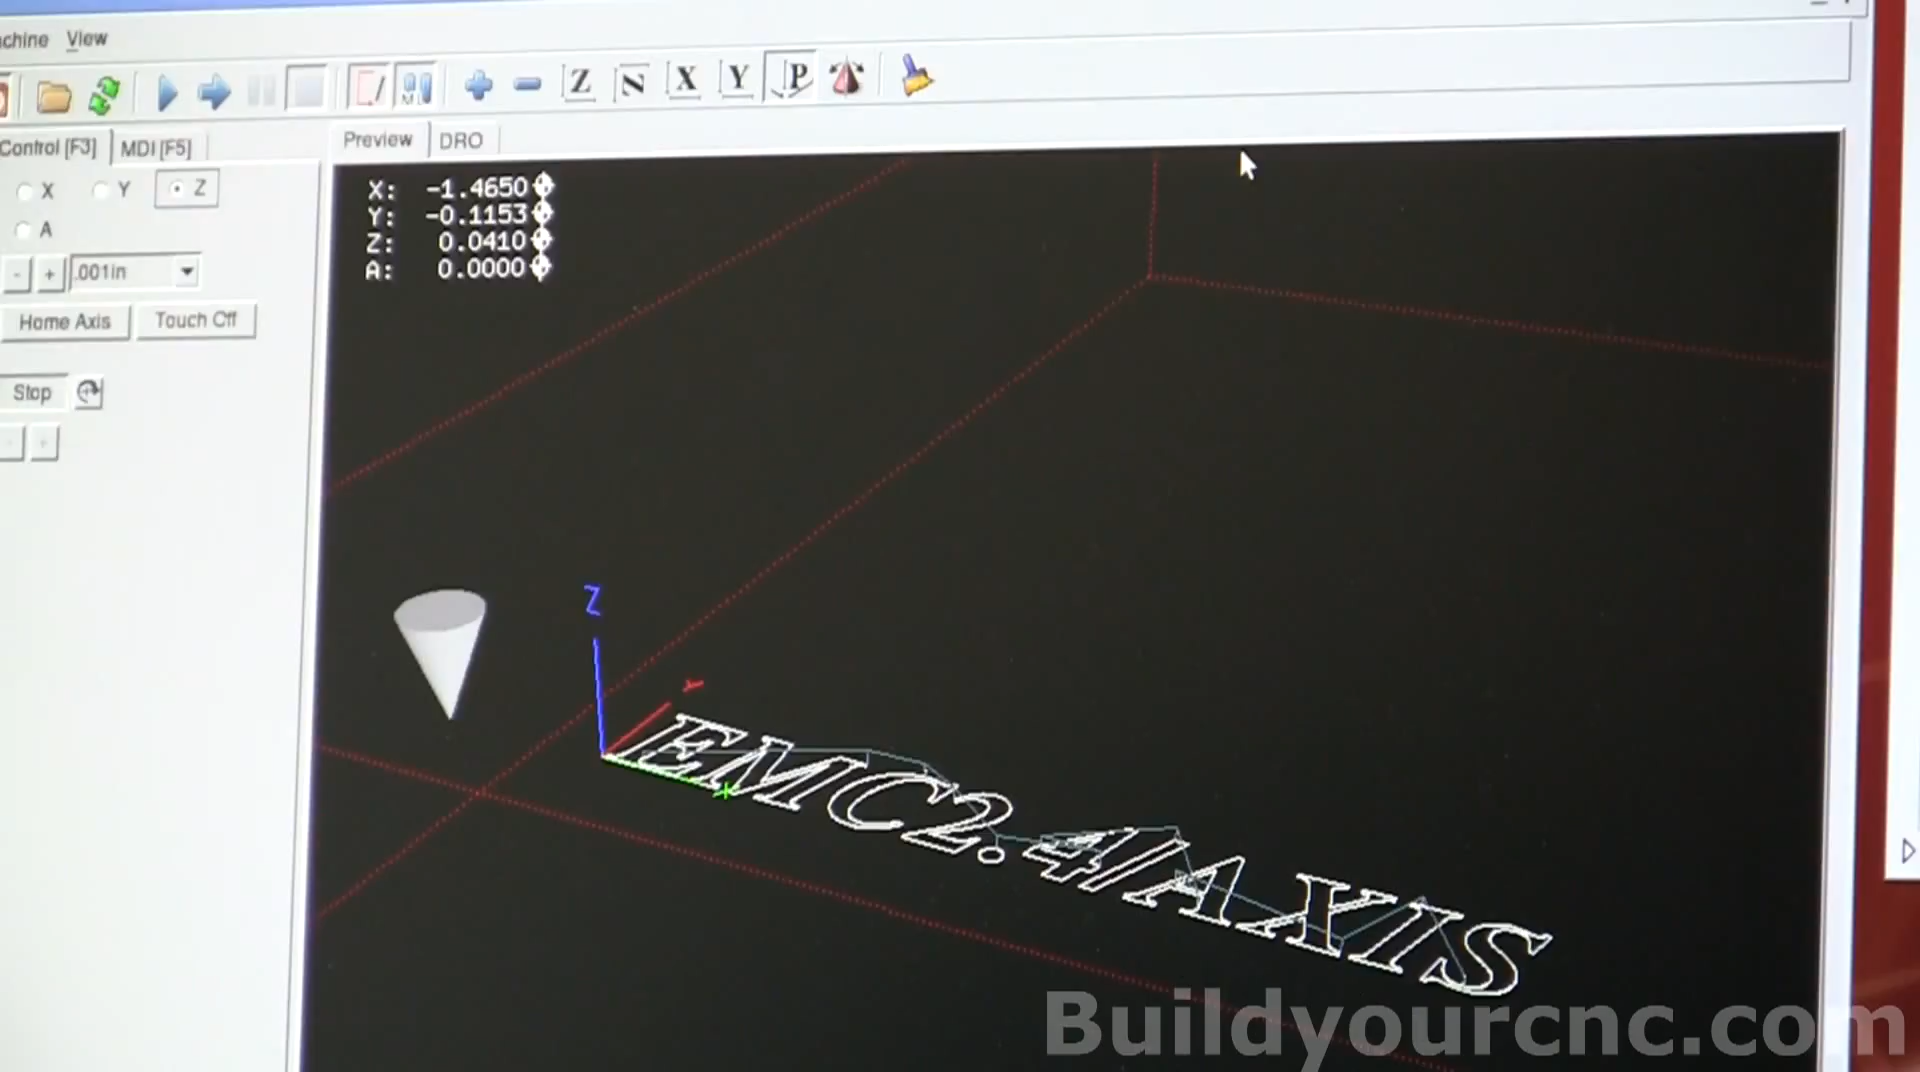 achine View
Z N X Y P
Control [F3] MDI [F5]
Preview DRO
X Y Z
A
- + .001in
Home Axis Touch Off
Stop
- +
X: -1.4650
Y: -0.1153
Z: 0.0410
A: 0.0000
Z
Y
X
EMC2.4/AXIS
Buildyourcnc.com